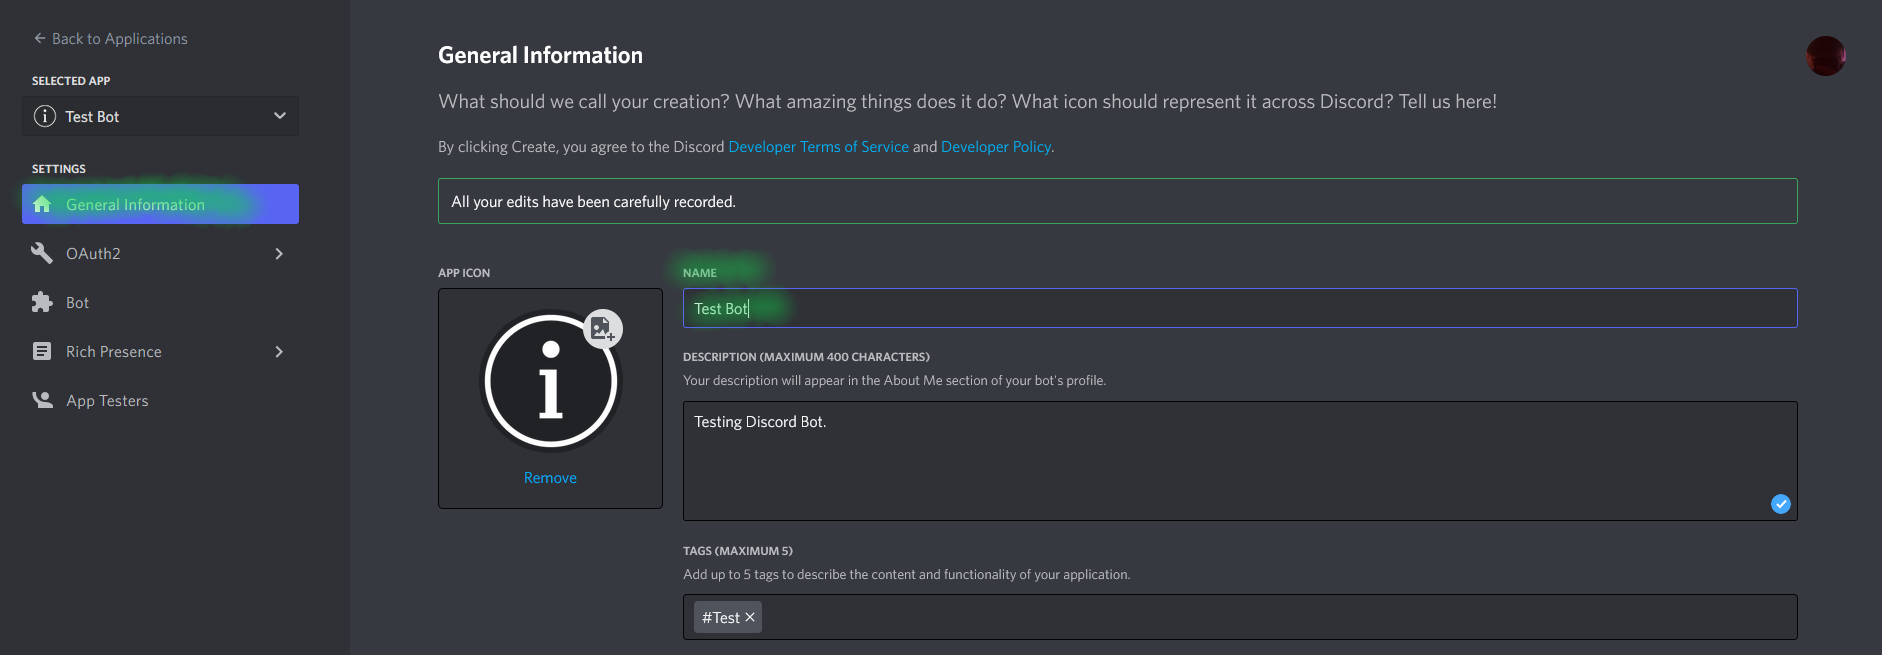 Back to Applications
SELECTED APP
Test Bot
SETTINGS
General Information
OAuth2
Bot
Rich Presence
App Testers
General Information
What should we call your creation? What amazing things does it do? What icon should represent it across Discord? Tell us here!
By clicking Create, you agree to the Discord Developer Terms of Service and Developer Policy.
All your edits have been carefully recorded.
APP ICON
Remove
NAME
Test Bot
DESCRIPTION (MAXIMUM 400 CHARACTERS)
Your description will appear in the About Me section of your bot's profile.
Testing Discord Bot.
TAGS (MAXIMUM 5)
Add up to 5 tags to describe the content and functionality of your application.
#Test